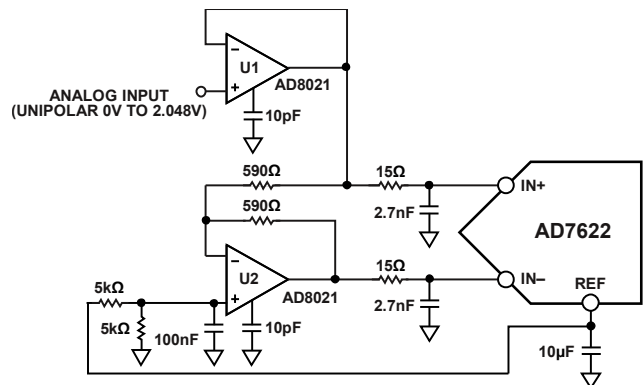 U1
AD8021
ANALOG INPUT
(UNIPOLAR 0V TO 2.048V)
10pF
590Ω
15Ω
IN+
590Ω
2.7nF
AD7622
U2
15Ω
IN–
AD8021
REF
5kΩ
2.7nF
5kΩ
100nF
10pF
10µF